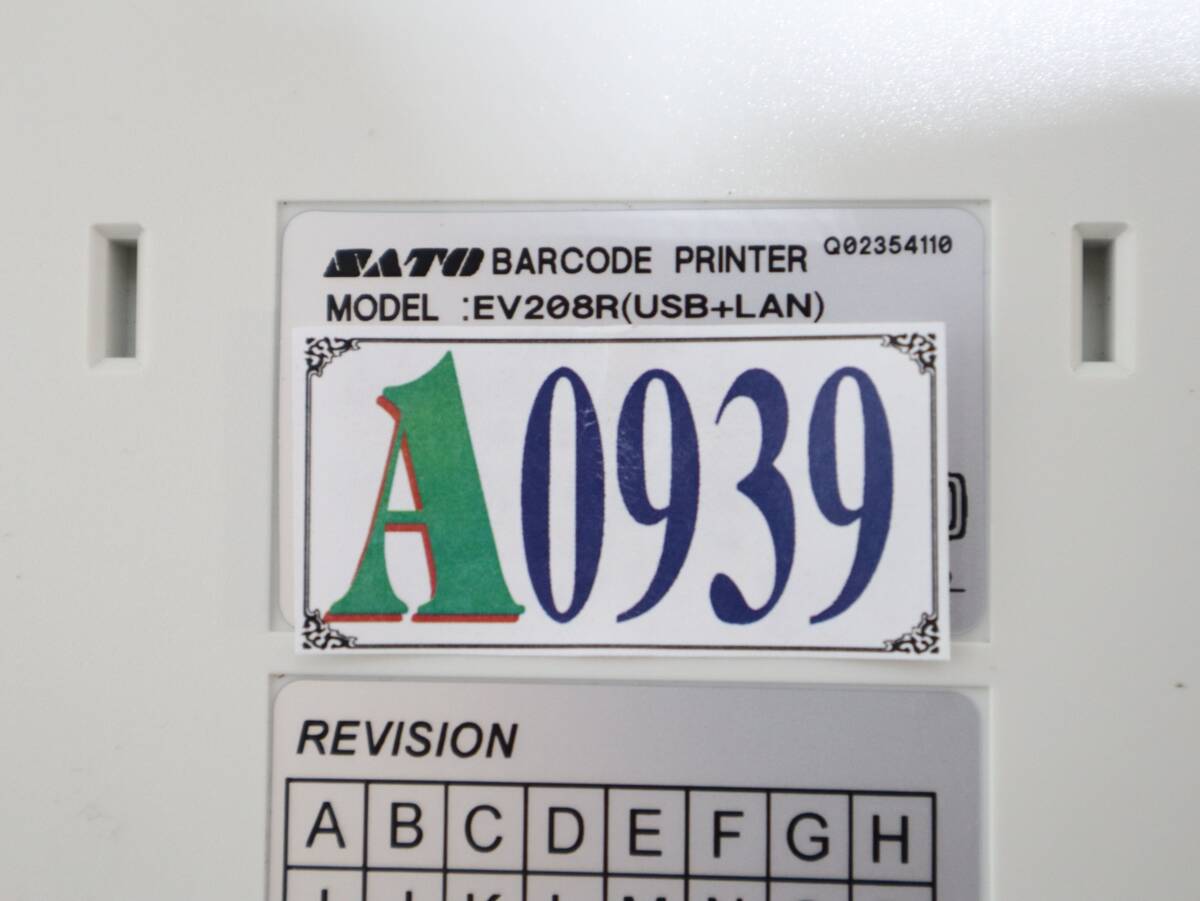 SATO BARCODE PRINTER Q02354110
MODEL :EV208R(USB+LAN)
A0939
REVISION
A B C D E F G H